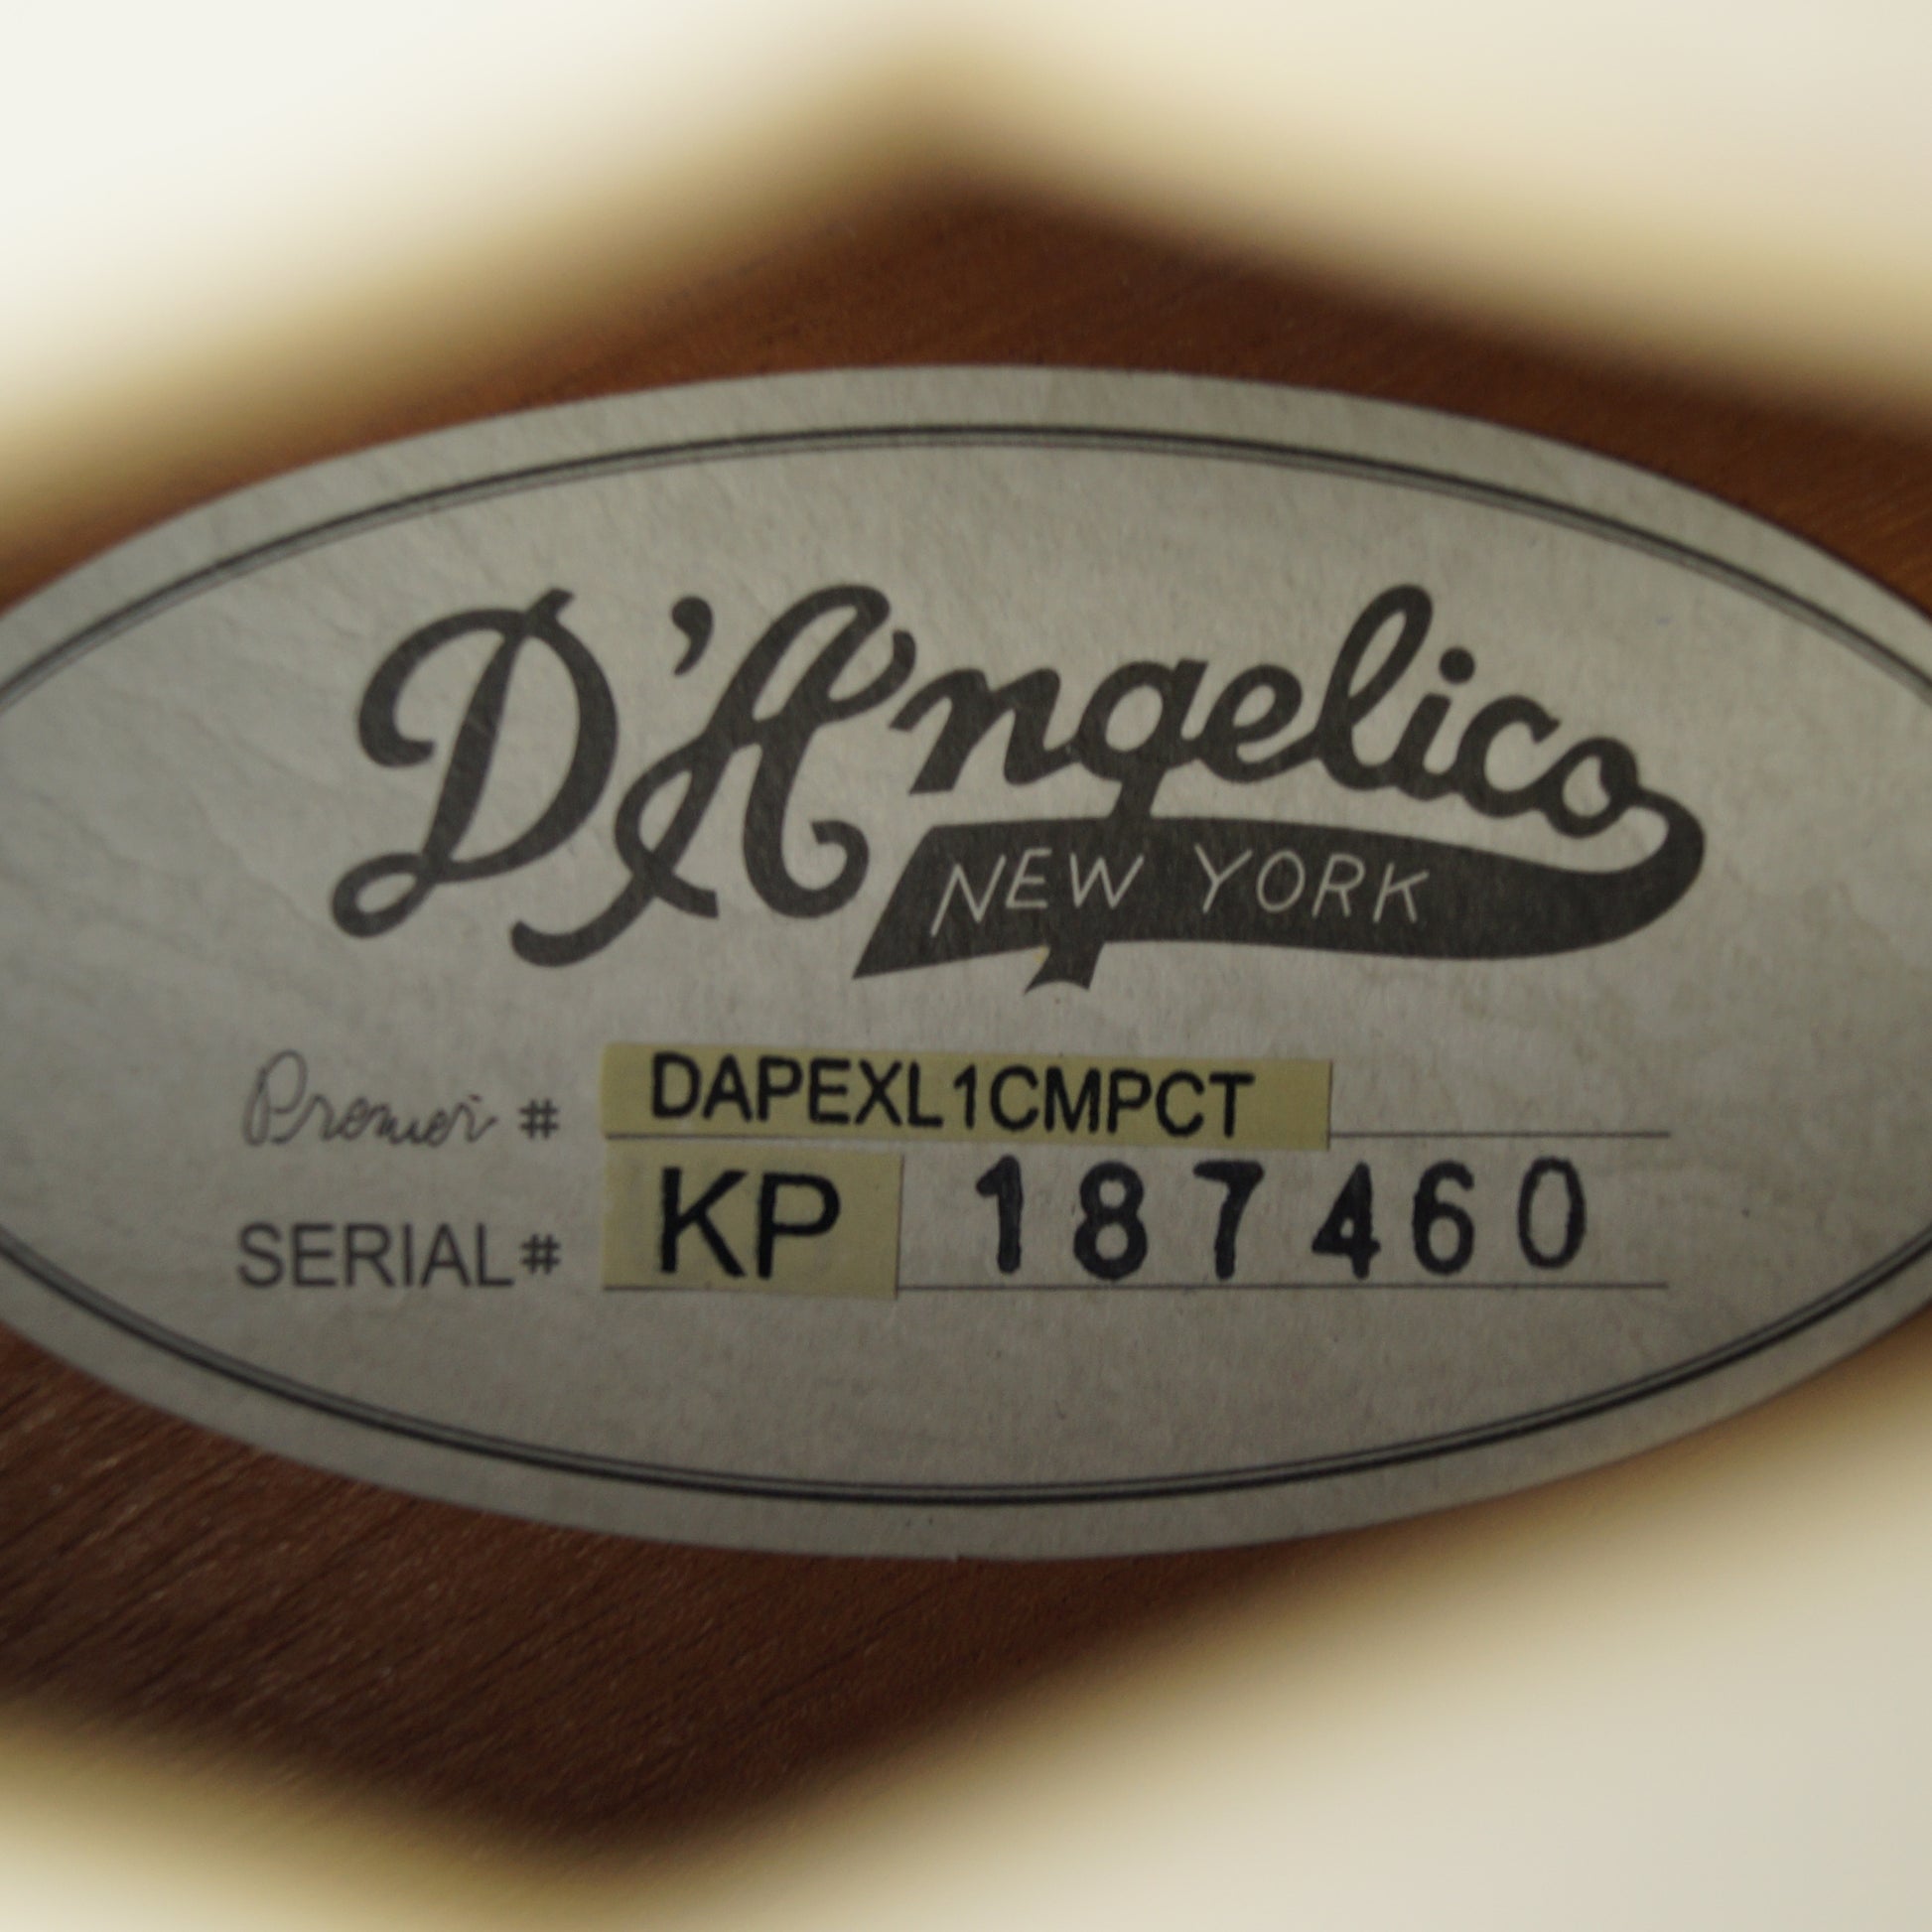 D'Angelico
NEW YORK
Premier # DAPEXL1CMPCT
SERIAL # KP 187460